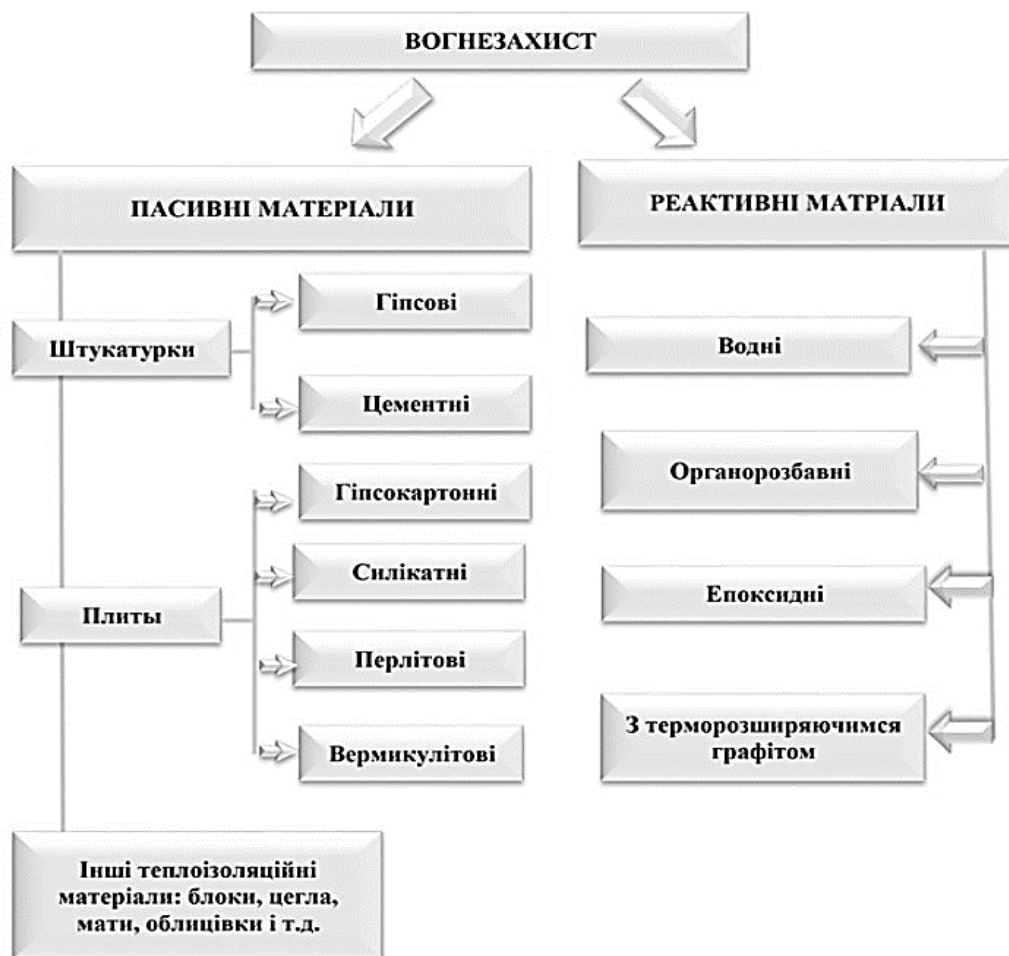 ВОГНЕЗАХИСТ
ПАСИВНІ МАТЕРІАЛИ
РЕАКТИВНІ МАТРІАЛИ
Штукатурки
Гіпсові
Цементні
Плиты
Гіпсокартонні
Силікатні
Перлітові
Вермикулітові
Інші теплоізоляційні
матеріали: блоки, цегла,
мати, облицівки і т.д.
Водні
Органорозбавні
Епоксидні
З терморозширяючимся
графітом